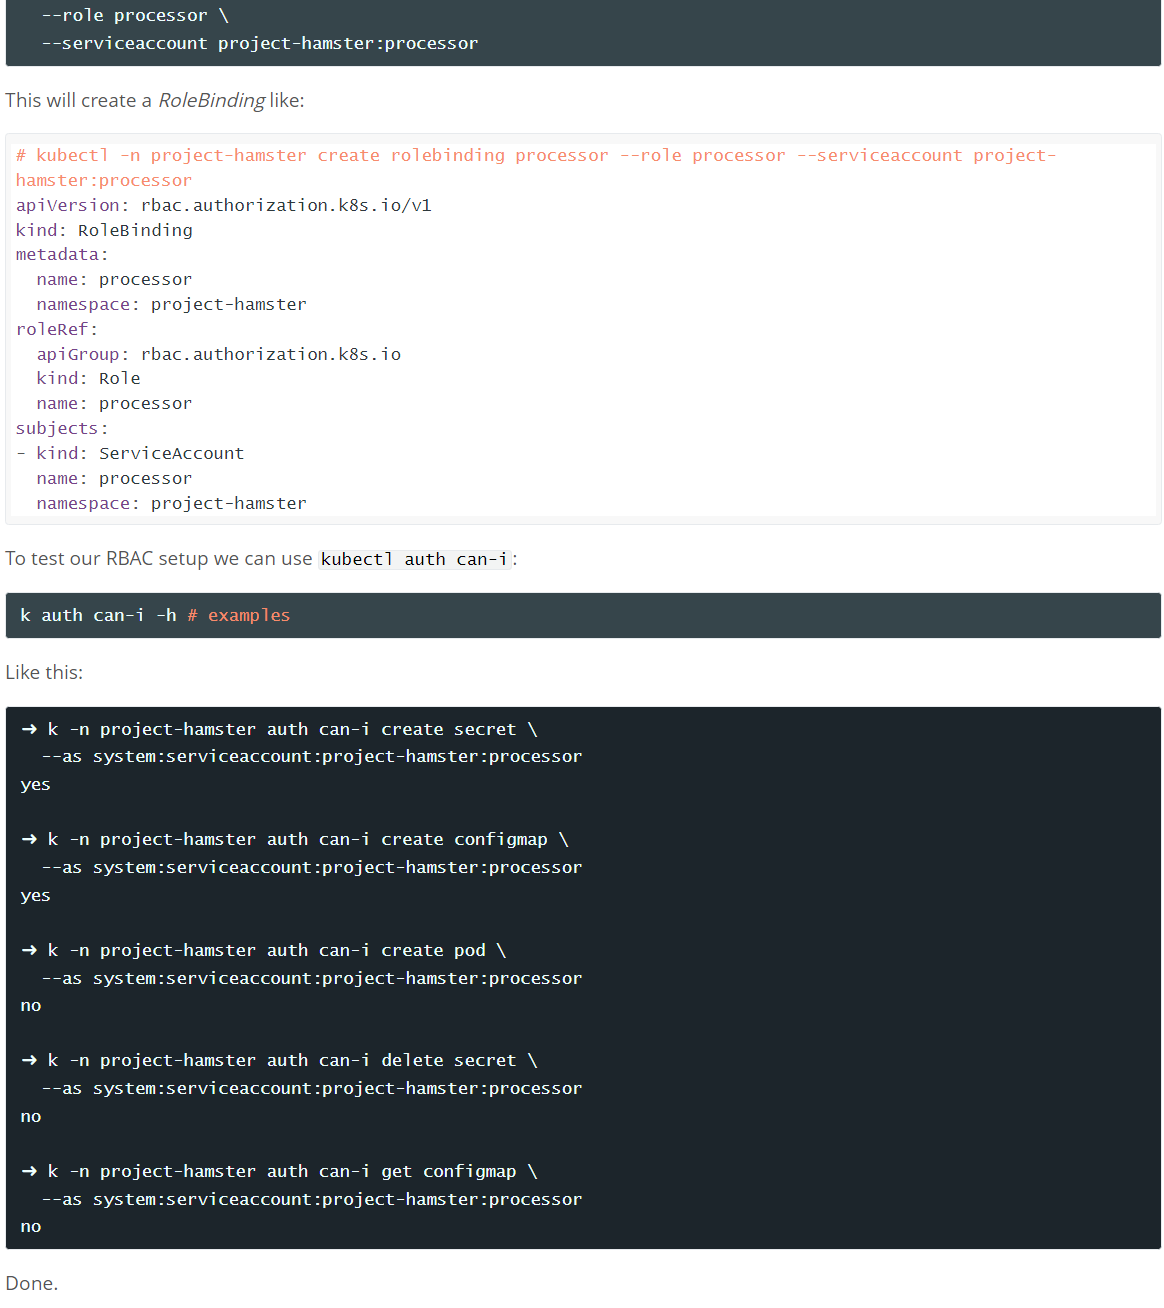 --role processor \
--serviceaccount project-hamster:processor
This will create a RoleBinding like:
# kubectl -n project-hamster create rolebinding processor --role processor --serviceaccount project-
hamster:processor
apiVersion: rbac.authorization.k8s.io/v1
kind: RoleBinding
metadata:
  name: processor
  namespace: project-hamster
roleRef:
  apiGroup: rbac.authorization.k8s.io
  kind: Role
  name: processor
subjects:
- kind: ServiceAccount
  name: processor
  namespace: project-hamster
To test our RBAC setup we can use kubectl auth can-i:
k auth can-i -h # examples
Like this:
➜ k -n project-hamster auth can-i create secret \
  --as system:serviceaccount:project-hamster:processor
yes
➜ k -n project-hamster auth can-i create configmap \
  --as system:serviceaccount:project-hamster:processor
yes
➜ k -n project-hamster auth can-i create pod \
  --as system:serviceaccount:project-hamster:processor
no
➜ k -n project-hamster auth can-i delete secret \
  --as system:serviceaccount:project-hamster:processor
no
➜ k -n project-hamster auth can-i get configmap \
  --as system:serviceaccount:project-hamster:processor
no
Done.